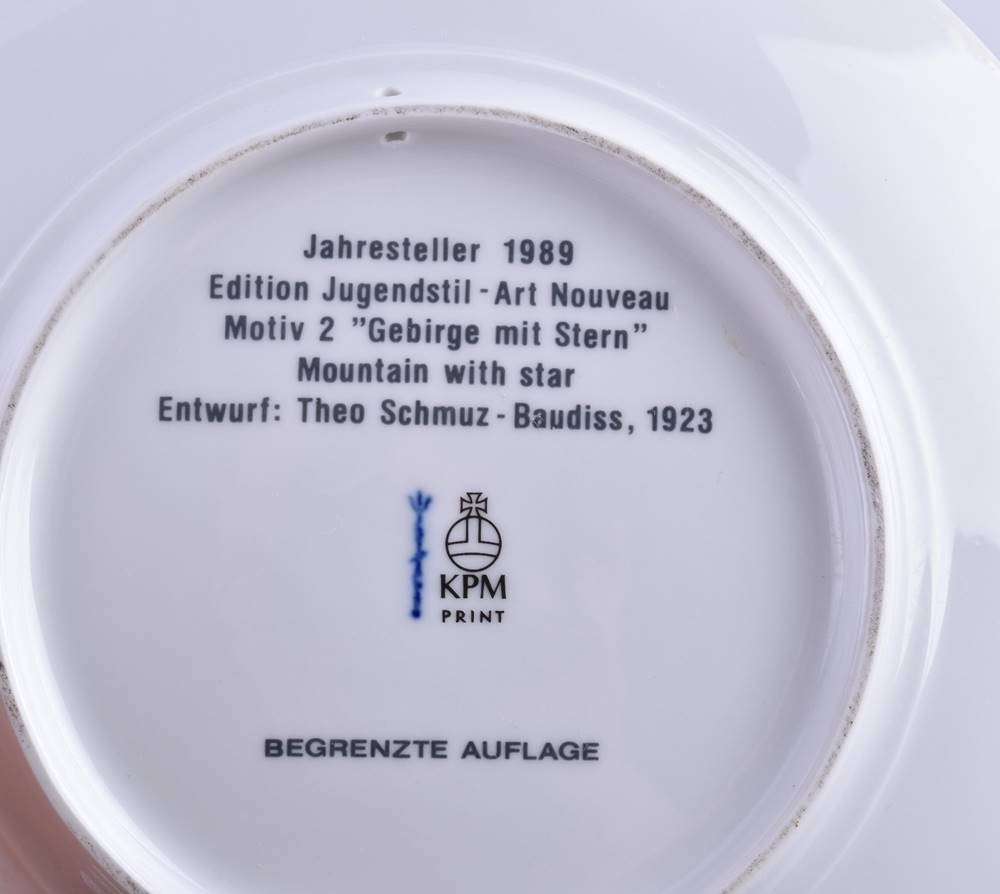 Jahresteller 1989
Edition Jugendstil - Art Nouveau
Motiv 2 ”Gebirge mit Stern”
Mountain with star
Entwurf: Theo Schmuz - Baudiss, 1923
KPM
PRINT
BEGRENZTE AUFLAGE